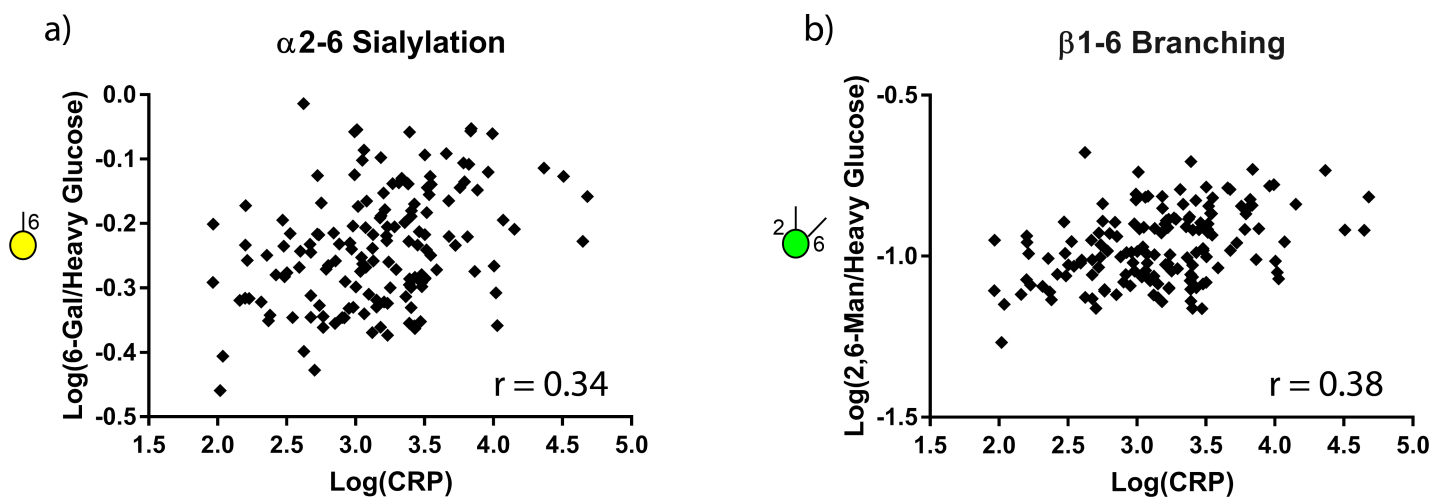 a)
α2-6 Sialylation
Log(6-Gal/Heavy Glucose)
0.0
-0.1
-0.2
-0.3
-0.4
-0.5
6
r = 0.34
1.5 2.0 2.5 3.0 3.5 4.0 4.5 5.0
Log(CRP)
b)
β1-6 Branching
Log(2,6-Man/Heavy Glucose)
-0.5
-1.0
-1.5
2
6
r = 0.38
1.5 2.0 2.5 3.0 3.5 4.0 4.5 5.0
Log(CRP)